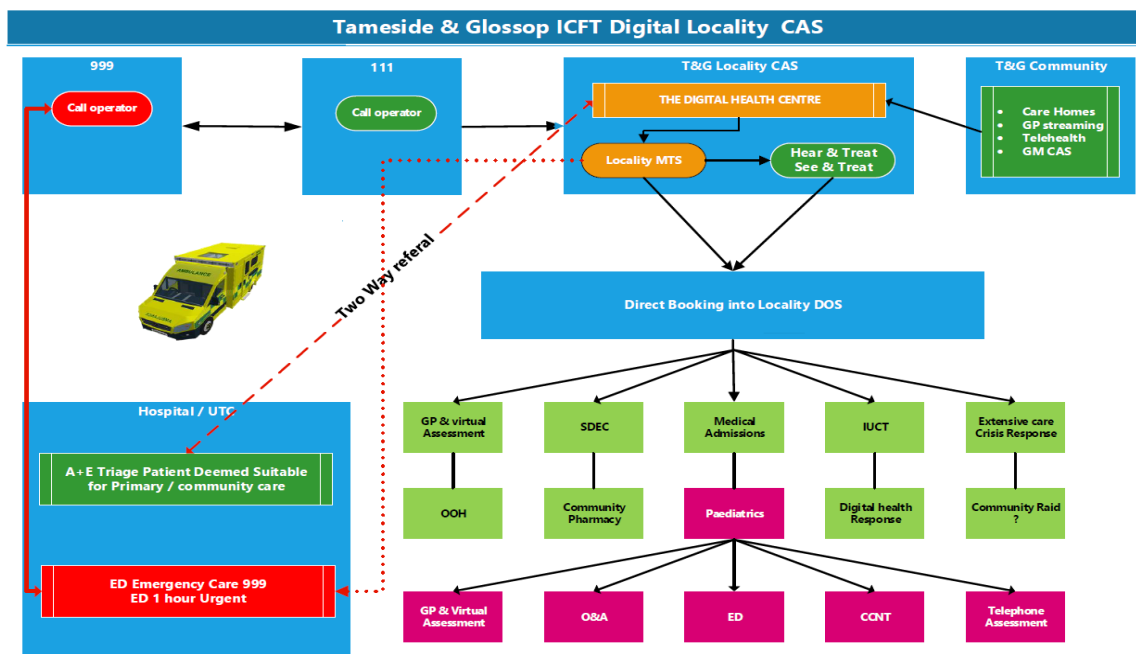 Tameside & Glossop ICFT Digital Locality CAS
999
Call operator
111
Call operator
T&G Locality CAS
THE DIGITAL HEALTH CENTRE
Locality MTS
Hear & Treat
See & Treat
T&G Community
• Care Homes
• GP streaming
• Telehealth
• GM CAS
Two Way referal
AMBULANCE
Direct Booking into Locality DOS
Hospital / UTC
A+E Triage Patient Deemed Suitable
for Primary / community care
ED Emergency Care 999
ED 1 hour Urgent
GP & virtual
Assessment
SDEC
Medical
Admissions
IUCT
Extensive care
Crisis Response
OOH
Community
Pharmacy
Paediatrics
Digital health
Response
Community Raid
?
GP & Virtual
Assessment
O&A
ED
CCNT
Telephone
Assessment